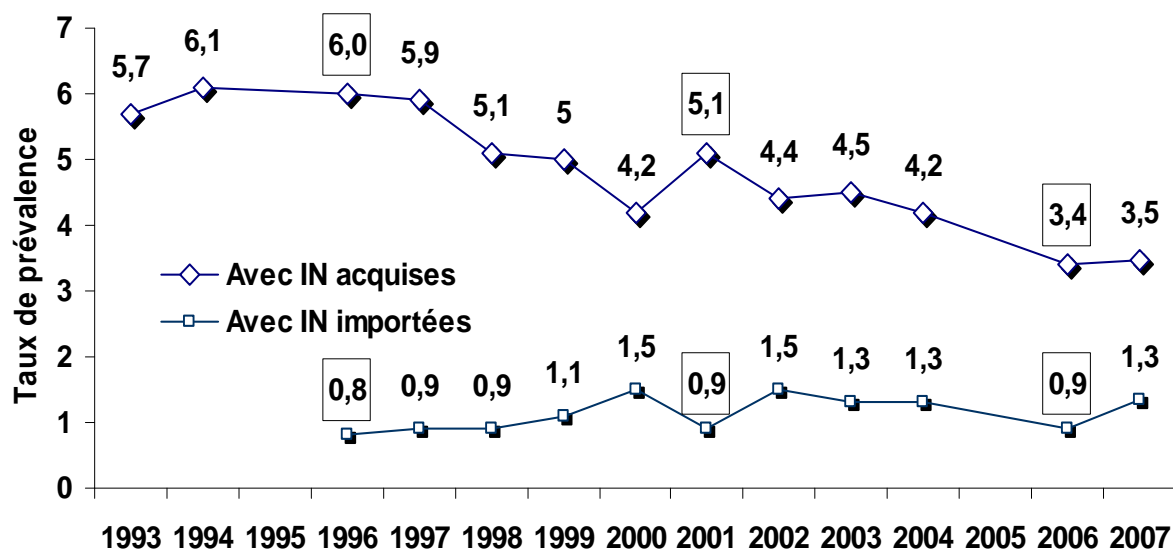 Taux de prévalence
7
6
5
4
3
2
1
0
5,7 6,1 6,0 5,9 5,1 5 4,2 5,1 4,4 4,5 4,2 3,4 3,5
Avec IN acquises
Avec IN importées
0,8 0,9 0,9 1,1 1,5 0,9 1,5 1,3 1,3 0,9 1,3
1993 1994 1995 1996 1997 1998 1999 2000 2001 2002 2003 2004 2005 2006 2007